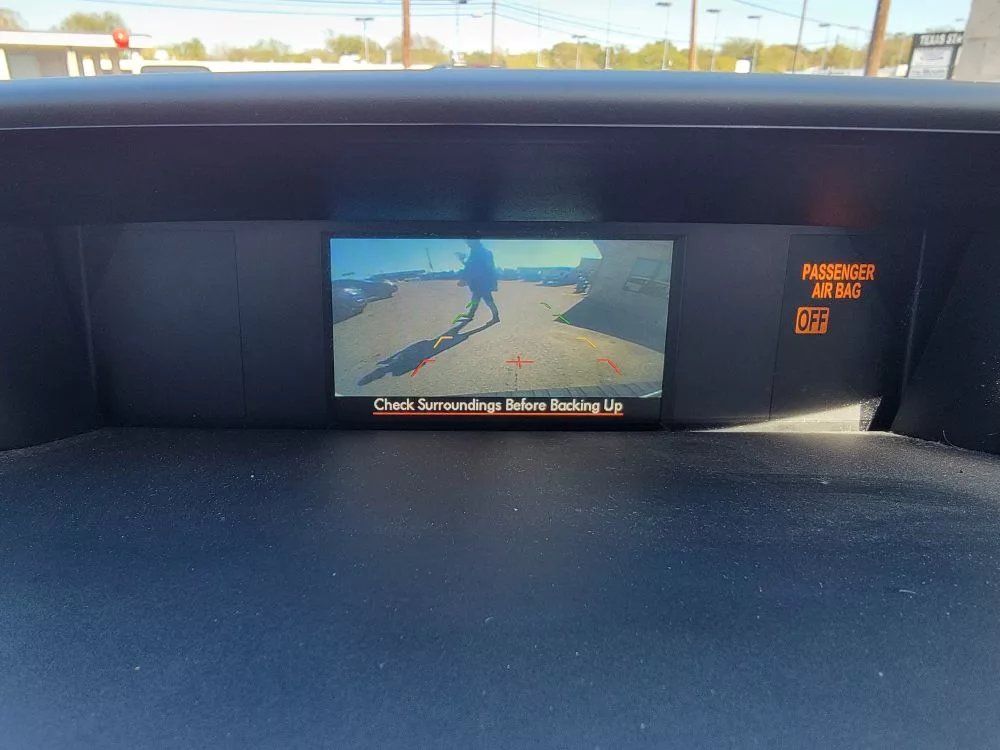 PASSENGER
AIR BAG
OFF
Check Surroundings Before Backing Up